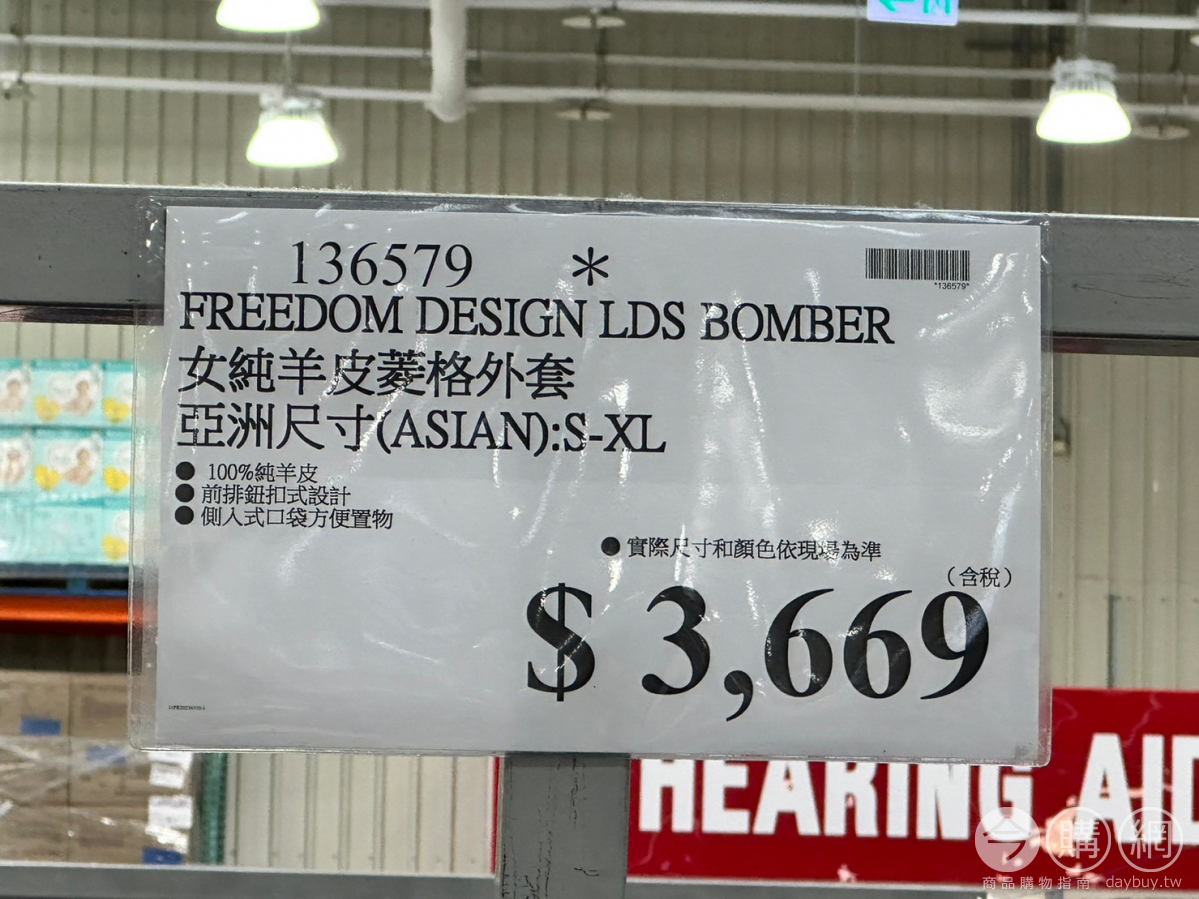 136579 *
*136579*
FREEDOM DESIGN LDS BOMBER
女純羊皮菱格外套
亞洲尺寸(ASIAN):S-XL
● 100%純羊皮
● 前排鈕扣式設計
● 側入式口袋方便置物
● 實際尺寸和顏色依現場為準
(含稅)
$ 3,669
HEARING AID
今購網
商品購物指南 daybuy.tw